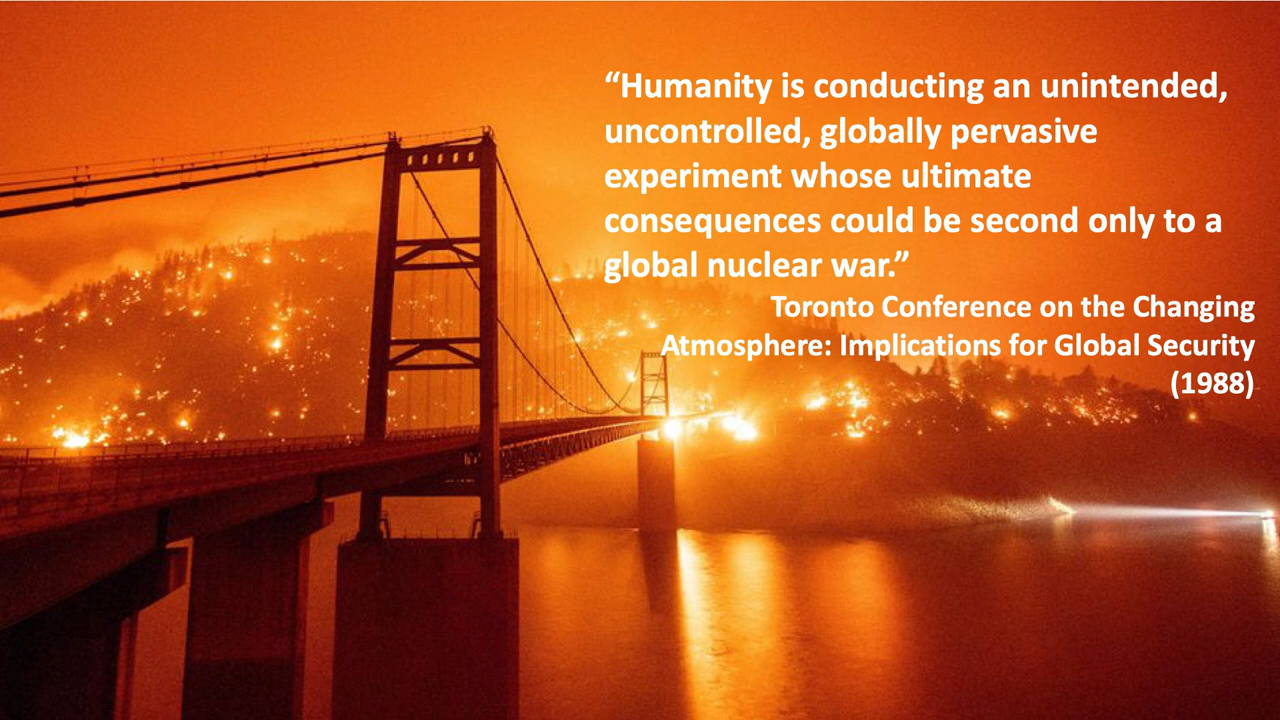 “Humanity is conducting an unintended,
uncontrolled, globally pervasive
experiment whose ultimate
consequences could be second only to a
global nuclear war.”
Toronto Conference on the Changing
Atmosphere: Implications for Global Security
(1988)